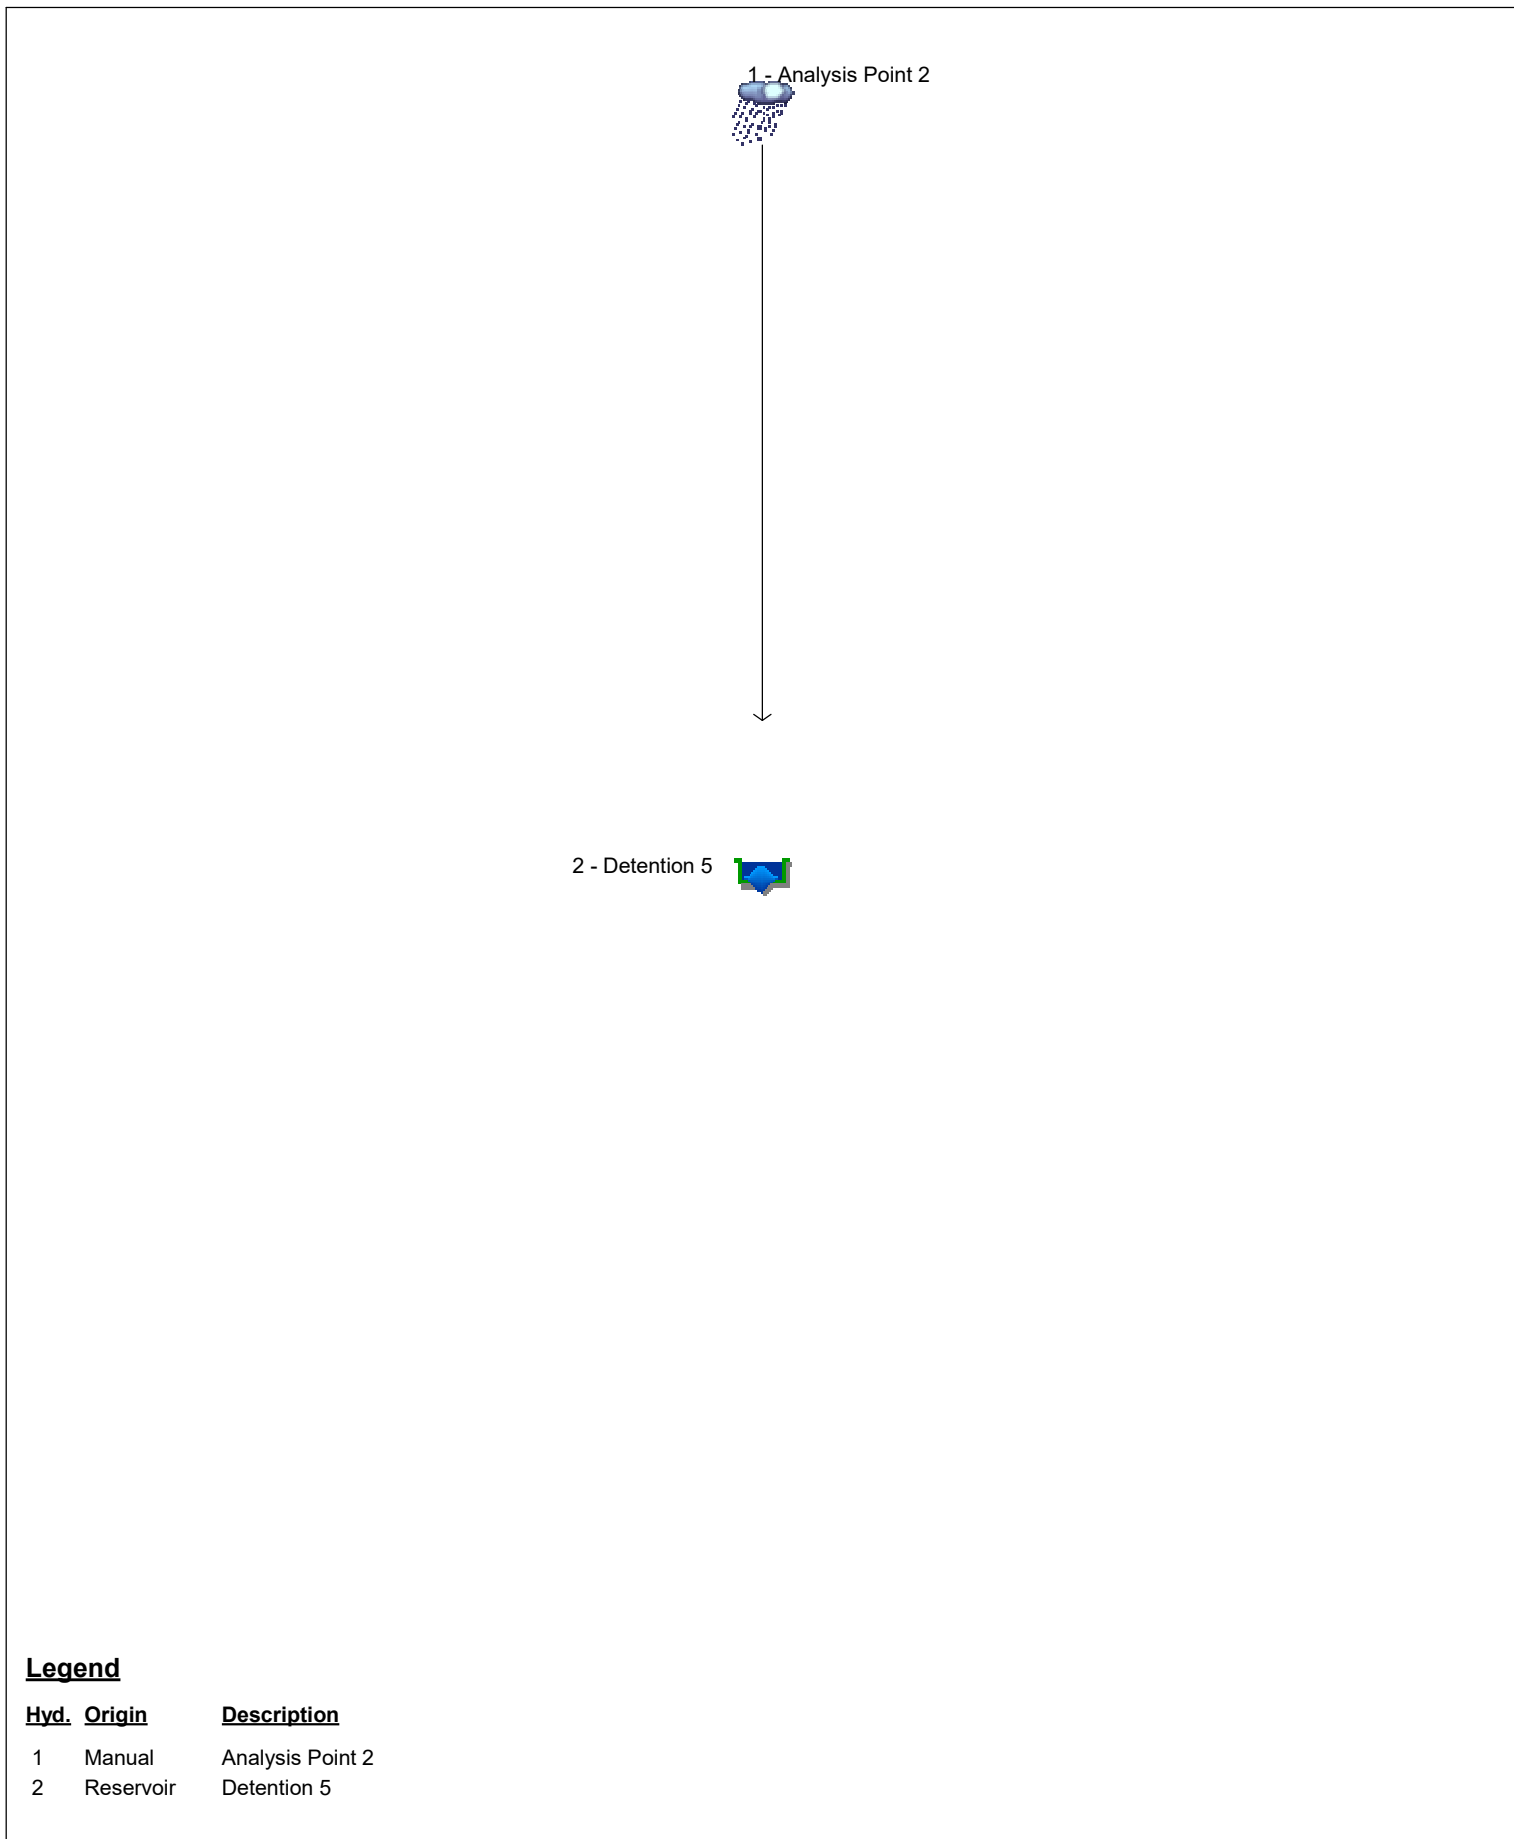 1 - Analysis Point 2
2 - Detention 5
Legend
Hyd. Origin Description
1 Manual Analysis Point 2
2 Reservoir Detention 5